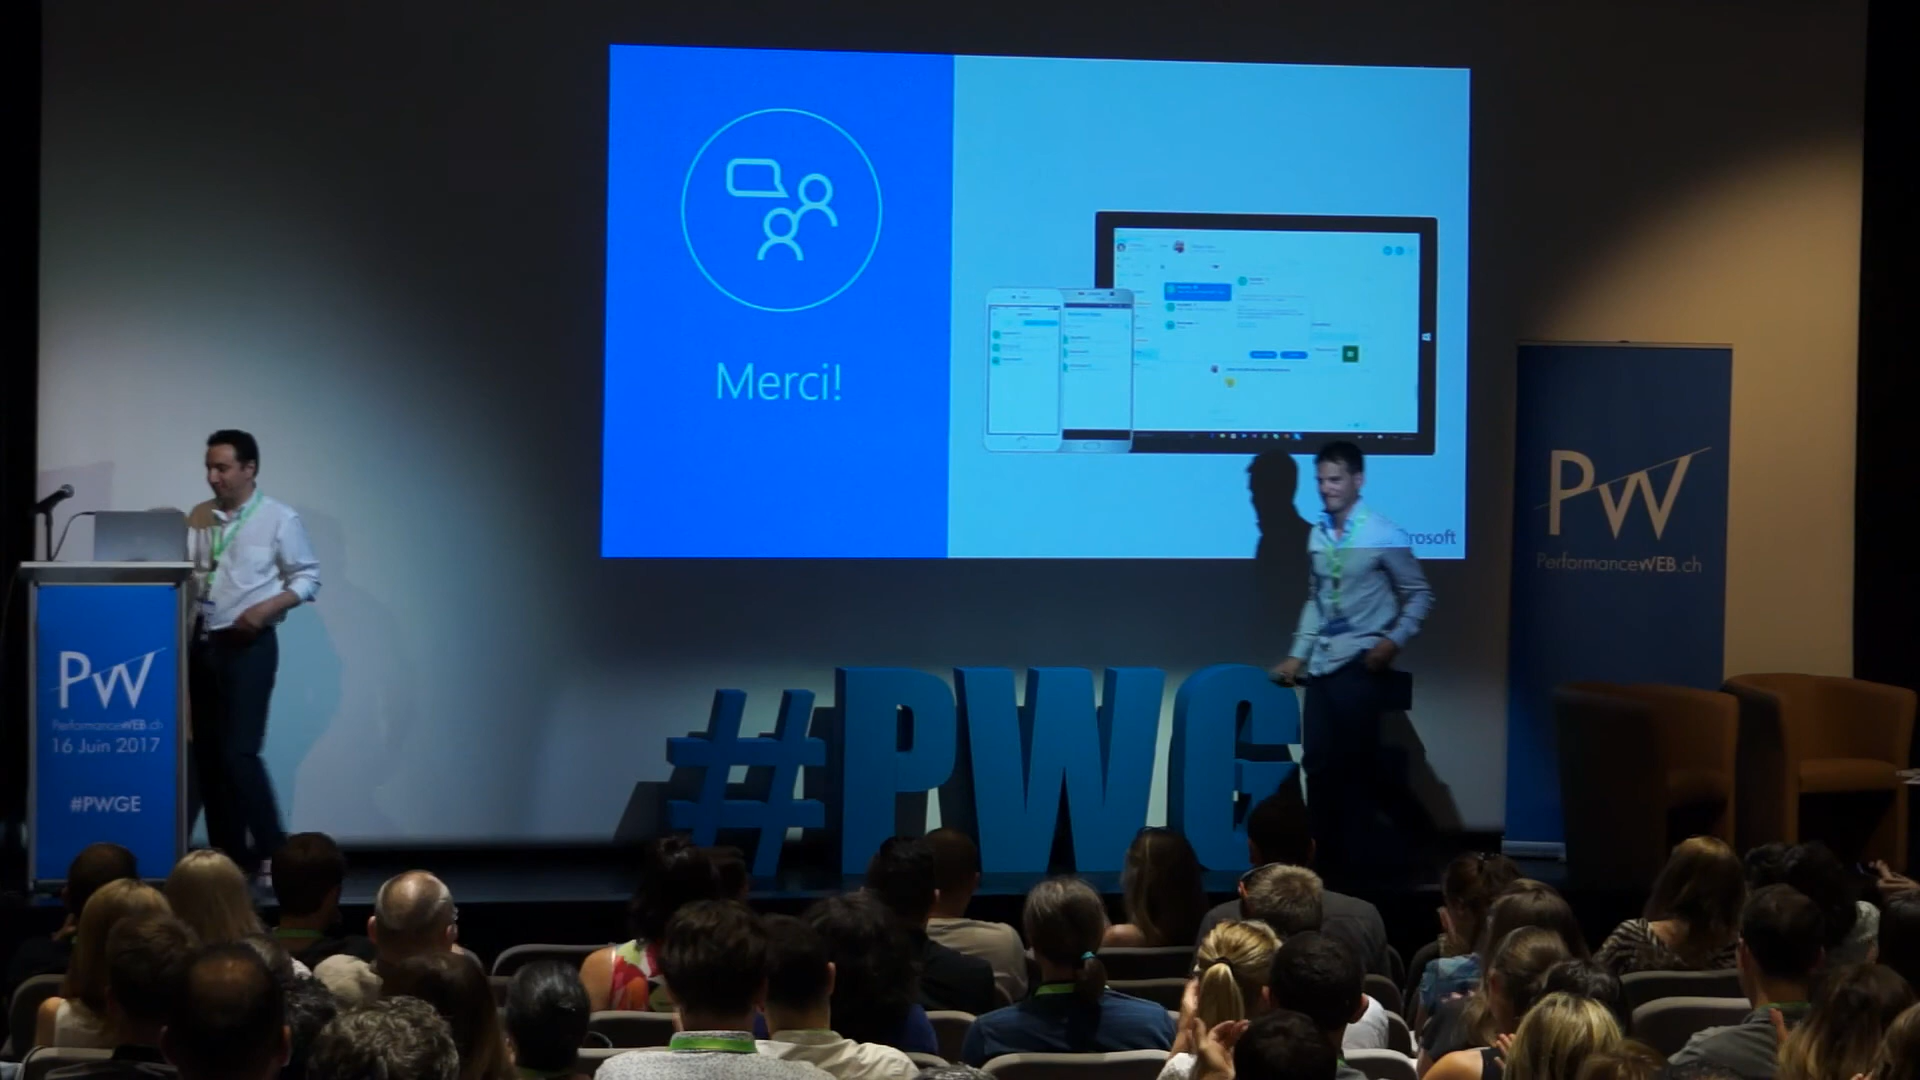 Merci!
rosoft
PW
PerformanceWEB.ch
PW
PerformanceWEB.ch
16 Juin 2017
#PWGE
#PWG